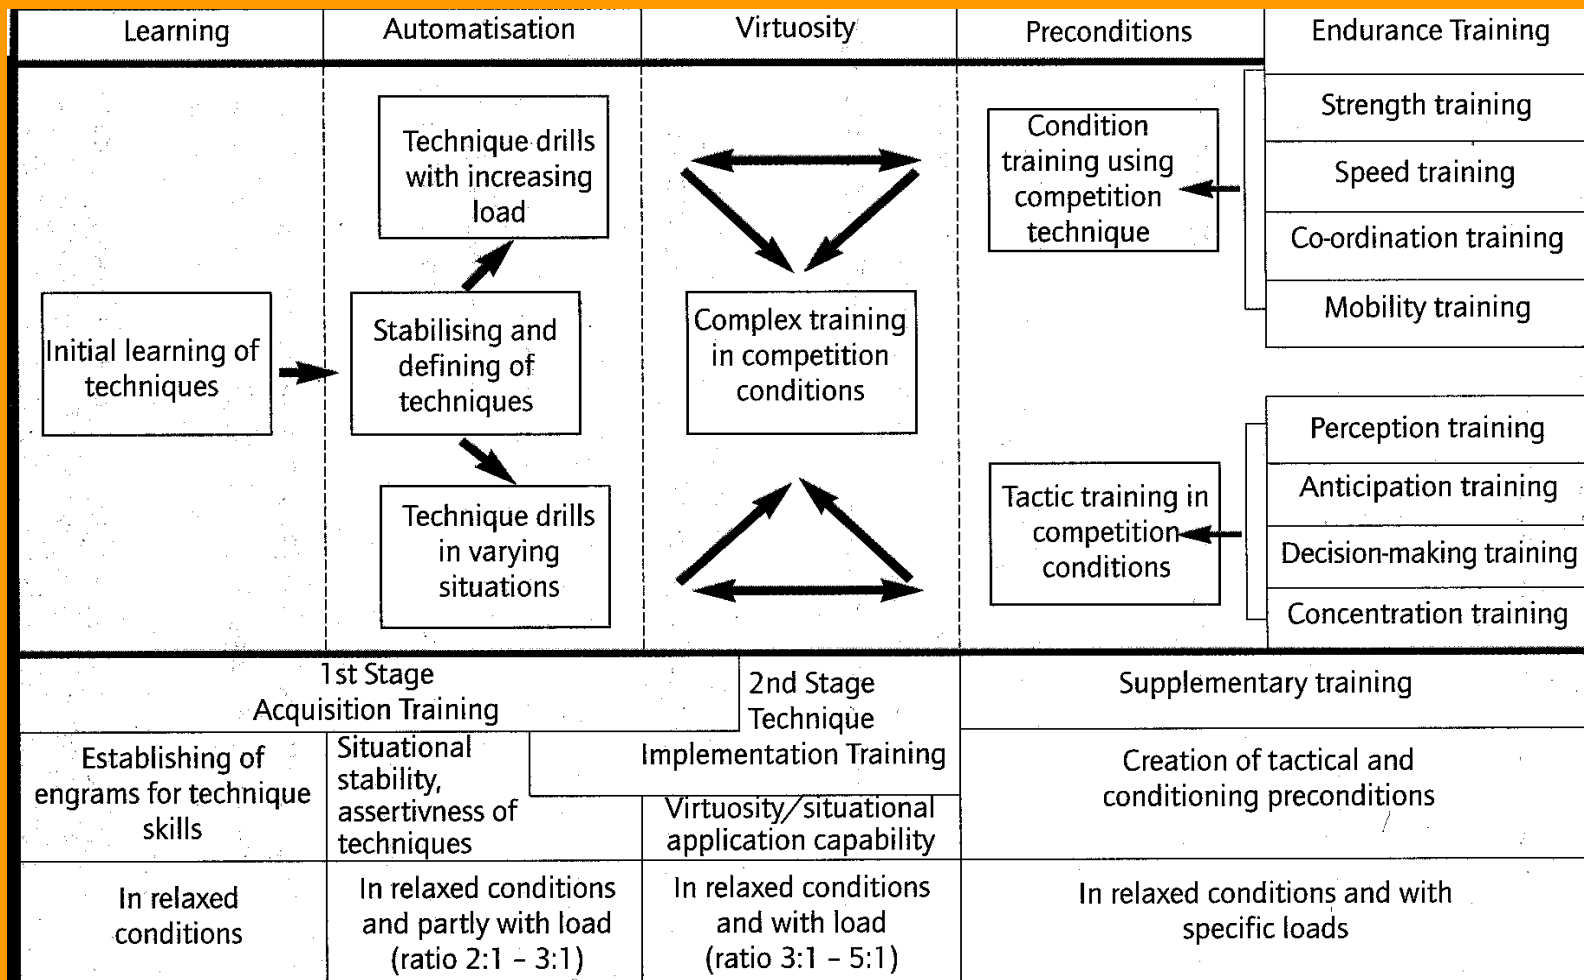 Learning
Automatisation
Virtuosity
Preconditions
Endurance Training
Strength training
Speed training
Co-ordination training
Mobility training
Technique drills
with increasing
load
Condition
training using
competition
technique
Initial learning of
techniques
Stabilising and
defining of
techniques
Complex training
in competition
conditions
Perception training
Anticipation training
Decision-making training
Concentration training
Technique drills
in varying
situations
Tactic training in
competition
conditions
1st Stage
Acquisition Training
2nd Stage
Technique
Implementation Training
Supplementary training
Establishing of
engrams for technique
skills
Situational
stability,
assertivness of
techniques
Virtuosity/situational
application capability
Creation of tactical and
conditioning preconditions
In relaxed
conditions
In relaxed conditions
and partly with load
(ratio 2:1 – 3:1)
In relaxed conditions
and with load
(ratio 3:1 – 5:1)
In relaxed conditions and with
specific loads